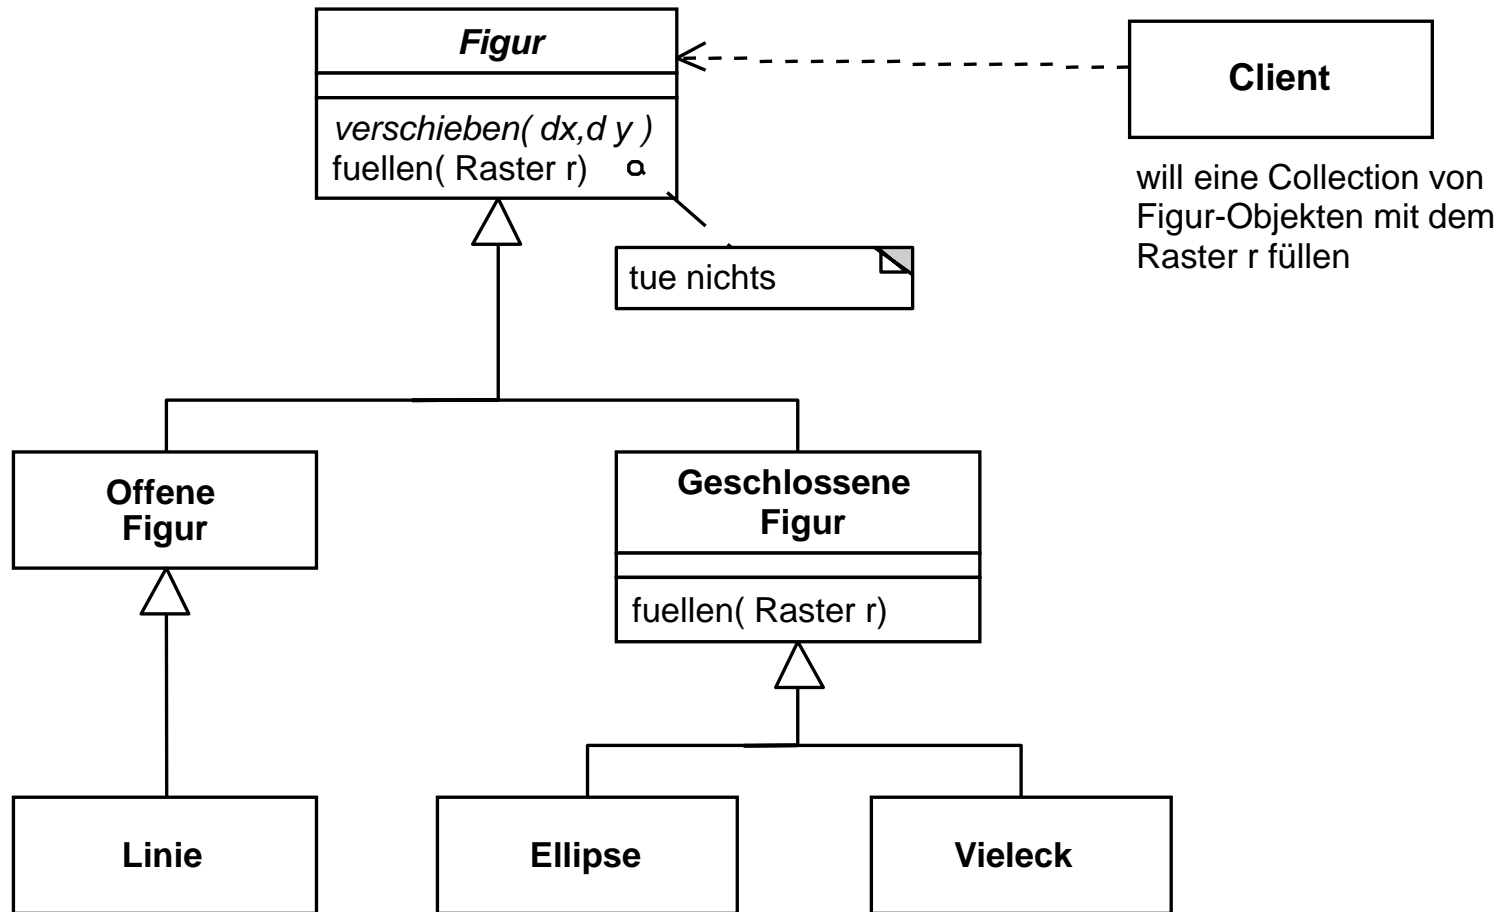 Figur
verschieben( dx,d y )
fuellen( Raster r)
tue nichts
Client
will eine Collection von
Figur-Objekten mit dem
Raster r füllen
Offene
Figur
Geschlossene
Figur
fuellen( Raster r)
Linie
Ellipse
Vieleck